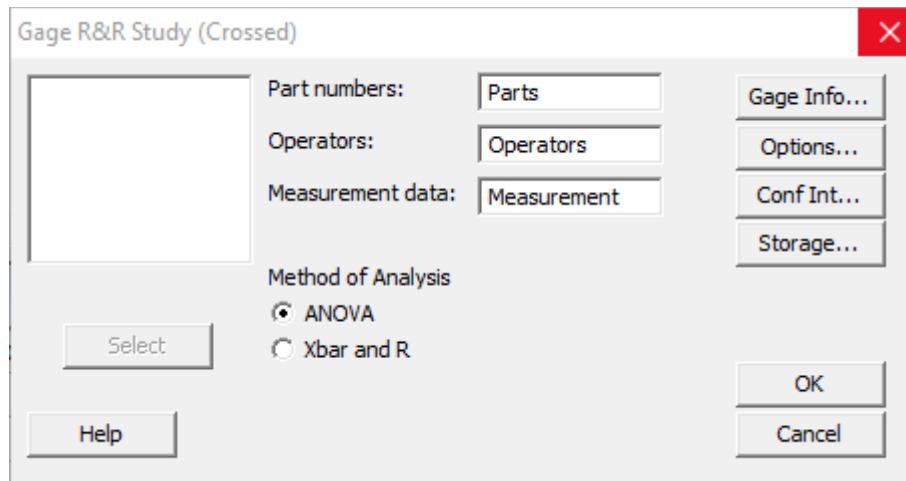 Gage R&R Study (Crossed)
Part numbers:
Parts
Gage Info...
Operators:
Operators
Options...
Measurement data:
Measurement
Conf Int...
Storage...
Method of Analysis
ANOVA
Xbar and R
Select
OK
Help
Cancel